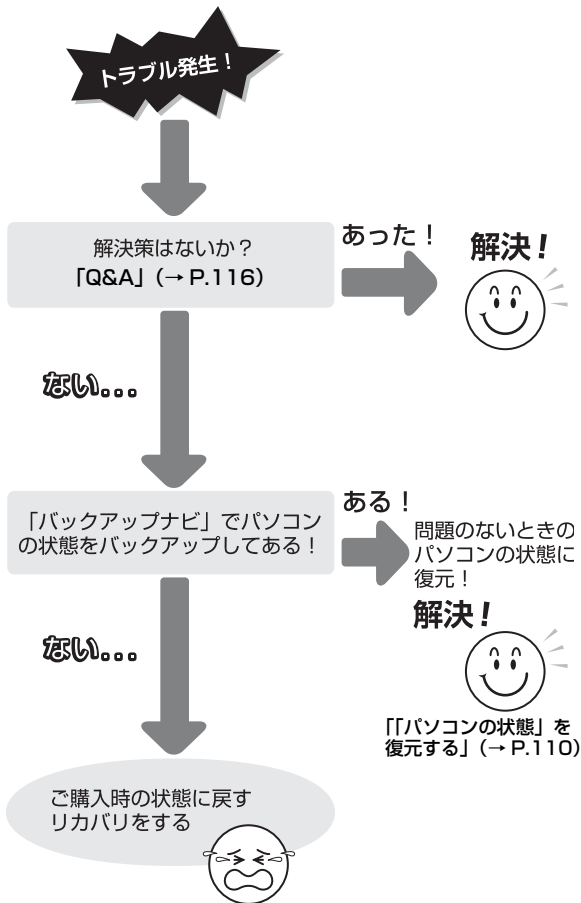 トラブル発生！
解決策はないか？
「Q&A」（→ P.116）
あった！
解決！
ない...
「バックアップナビ」でパソコン
の状態をバックアップしてある！
ある！
問題のないときの
パソコンの状態に
復元！
解決！
「「パソコンの状態」を
復元する」（→ P.110）
ない...
ご購入時の状態に戻す
リカバリをする